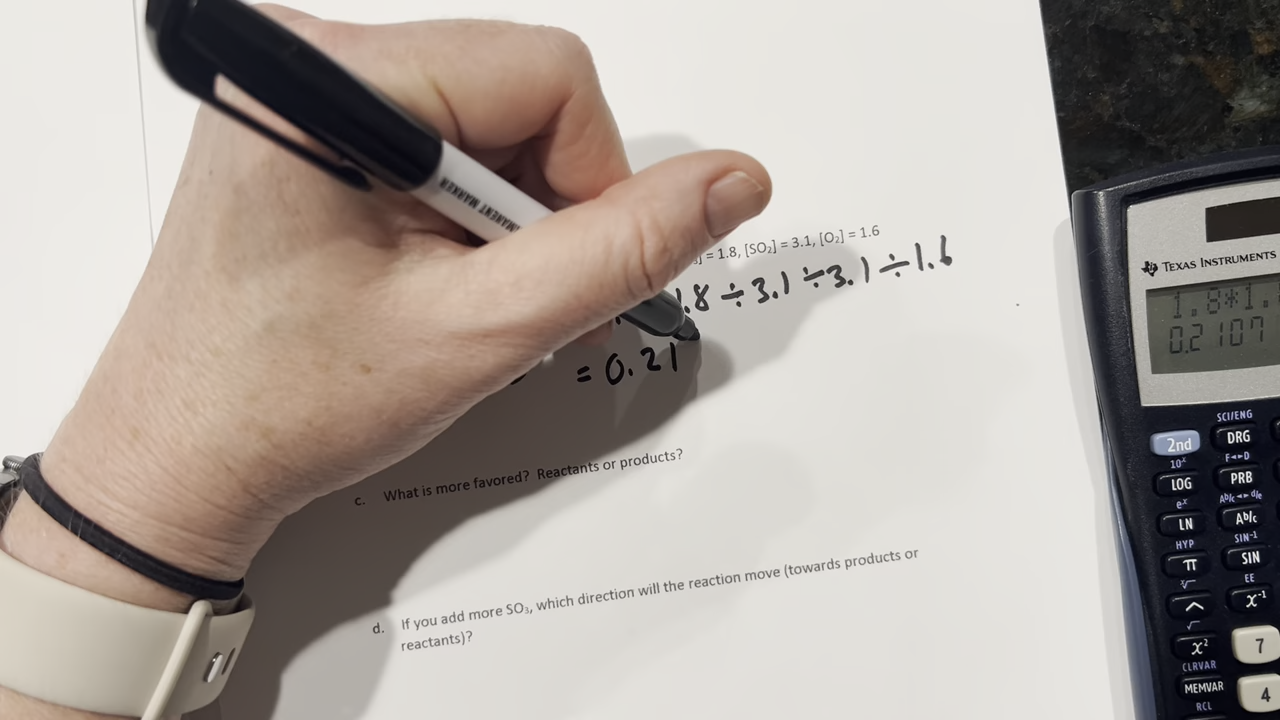 ] = 1.8, [SO₂] = 3.1, [O₂] = 1.6
1.8 ÷ 3.1 ÷ 3.1 ÷ 1.6
= 0.21
c. What is more favored? Reactants or products?
d. If you add more SO₃, which direction will the reaction move (towards products or
reactants)?
TEXAS INSTRUMENTS
1.8*1.
0.2107
SCI/ENG
2nd DRG
10ˣ F◄►D
LOG PRB
eˣ Ab/c◄►d/e
LN Ab/c
HYP SIN⁻¹
π SIN
ˣ√ EE
^ x⁻¹
√
x² 7
CLRVAR
MEMVAR 4
RCL